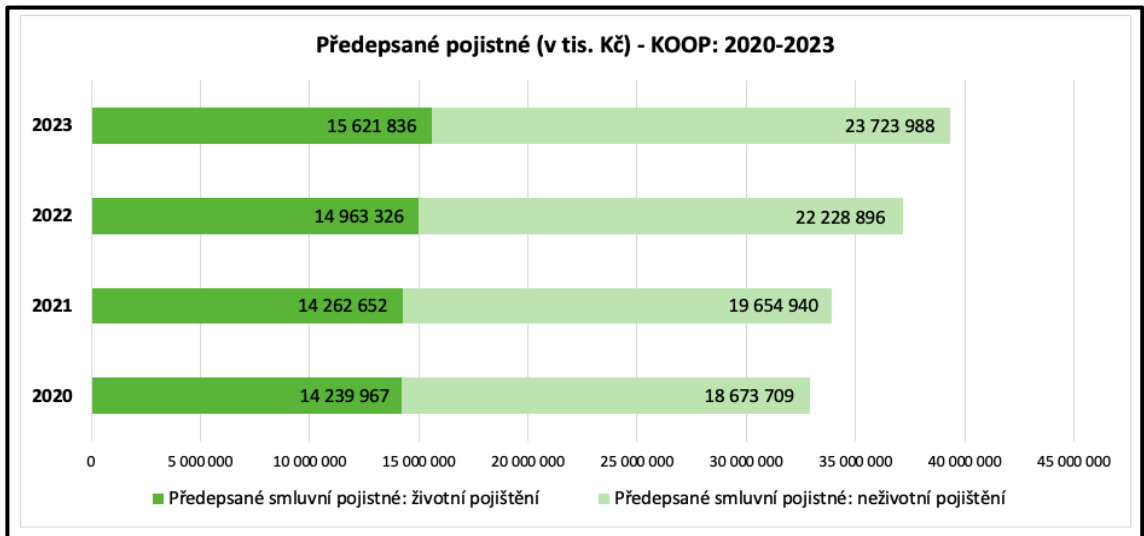 Předepsané pojistné (v tis. Kč) - KOOP: 2020-2023
2023 15 621 836 23 723 988
2022 14 963 326 22 228 896
2021 14 262 652 19 654 940
2020 14 239 967 18 673 709
0 5 000 000 10 000 000 15 000 000 20 000 000 25 000 000 30 000 000 35 000 000 40 000 000 45 000 000
Předepsané smluvní pojistné: životní pojištění Předepsané smluvní pojistné: neživotní pojištění